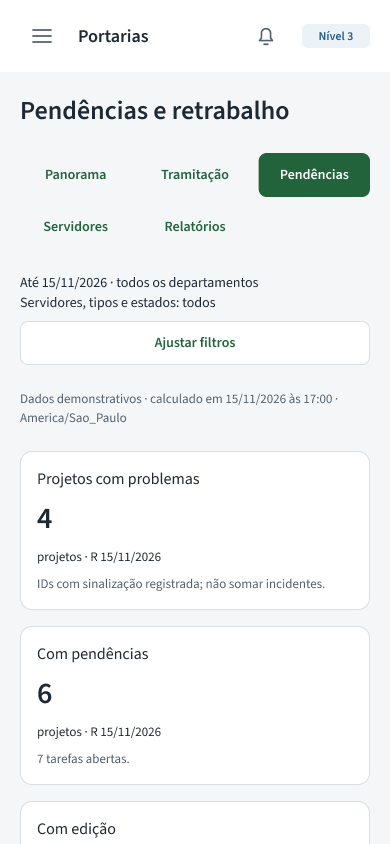 Portarias
Nível 3
Pendências e retrabalho
Panorama
Tramitação
Pendências
Servidores
Relatórios
Até 15/11/2026 · todos os departamentos
Servidores, tipos e estados: todos
Ajustar filtros
Dados demonstrativos · calculado em 15/11/2026 às 17:00 ·
America/Sao_Paulo
Projetos com problemas
4
projetos · R 15/11/2026
IDs com sinalização registrada; não somar incidentes.
Com pendências
6
projetos · R 15/11/2026
7 tarefas abertas.
Com edição